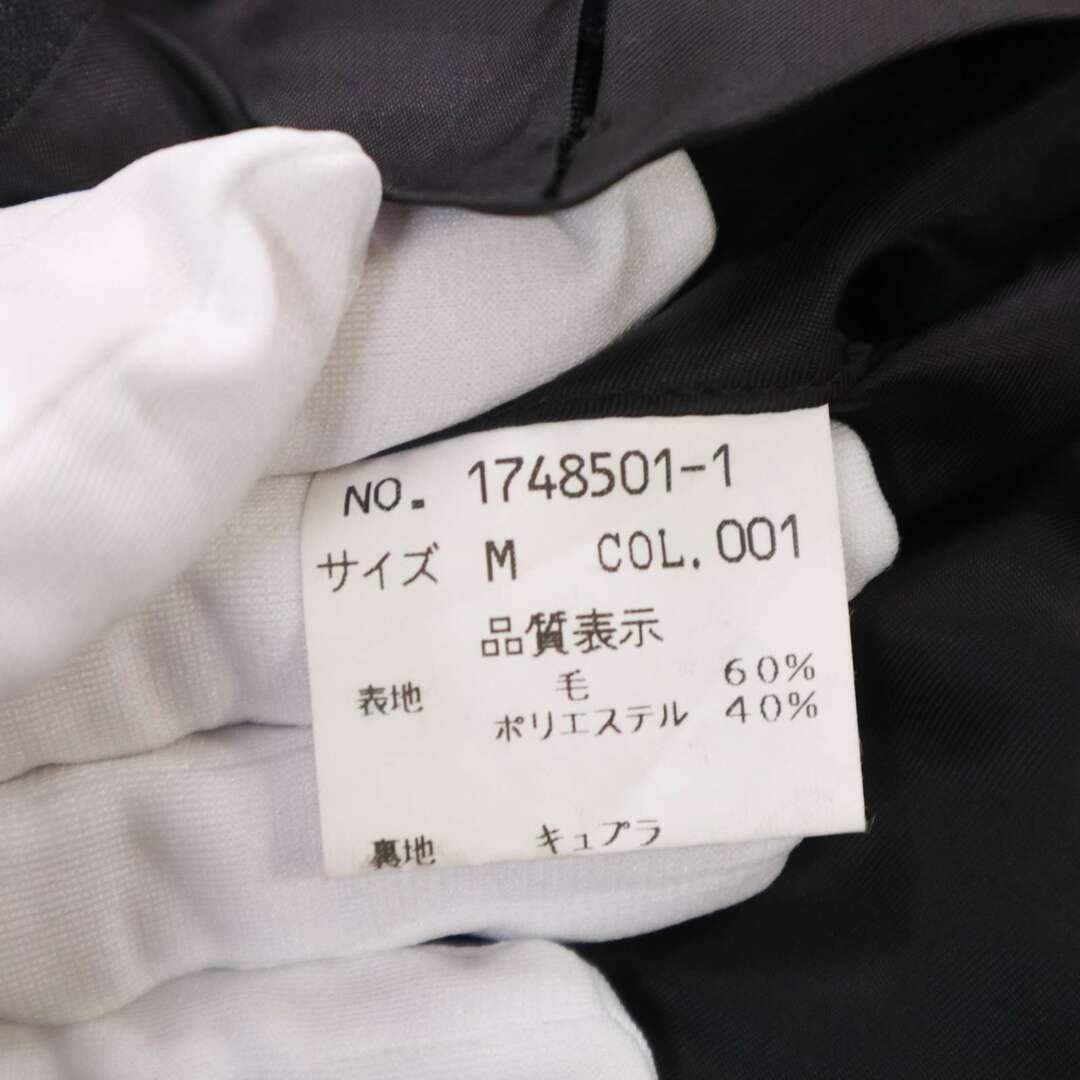 NO. 1748501-1
サイズ M COL.001
品質表示
表地 毛 60%
ポリエステル 40%
裏地 キュプラ